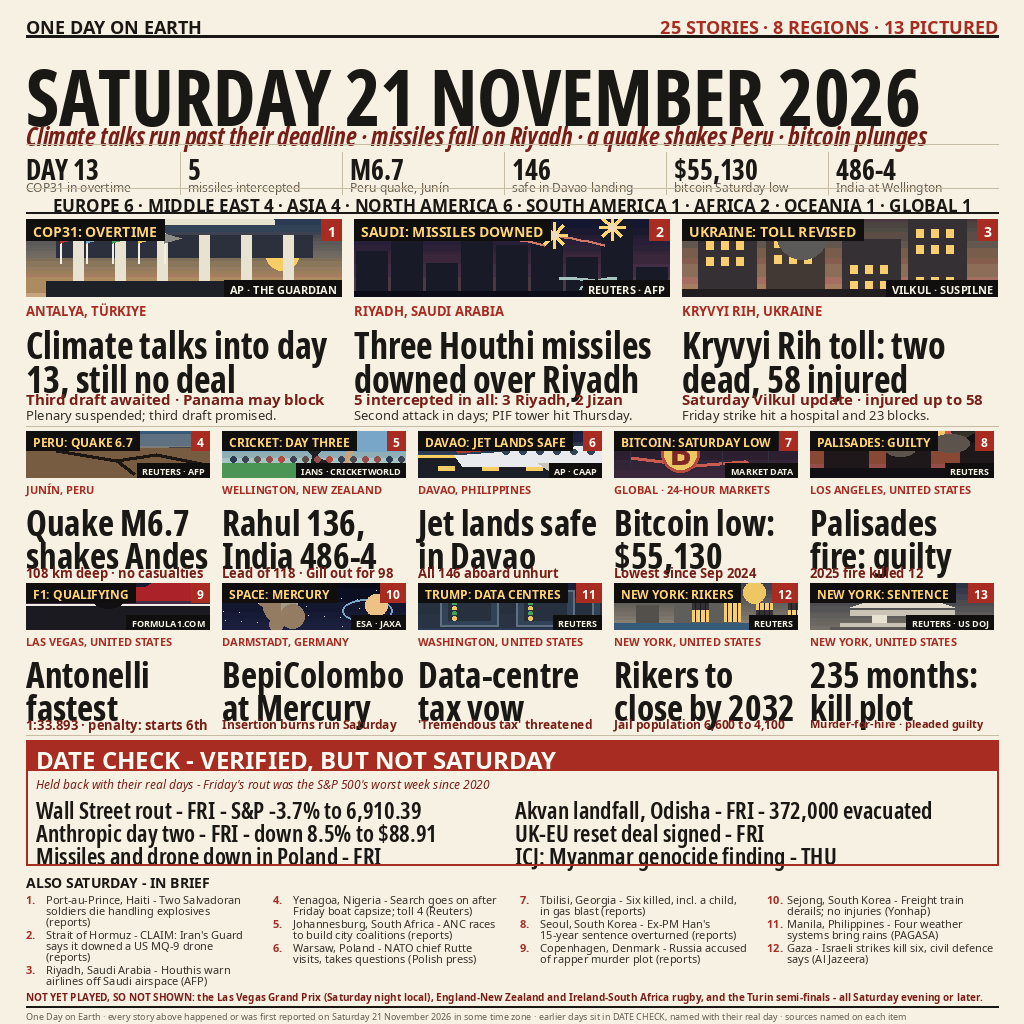 ONE DAY ON EARTH
25 STORIES · 8 REGIONS · 13 PICTURED
SATURDAY 21 NOVEMBER 2026
Climate talks run past their deadline · missiles fall on Riyadh · a quake shakes Peru · bitcoin plunges
DAY 13
COP31 in overtime
5
missiles intercepted
M6.7
Peru quake, Junín
146
safe in Davao landing
$55,130
bitcoin Saturday low
486-4
India at Wellington
EUROPE 6 · MIDDLE EAST 4 · ASIA 4 · NORTH AMERICA 6 · SOUTH AMERICA 1 · AFRICA 2 · OCEANIA 1 · GLOBAL 1
COP31: OVERTIME
1
AP · THE GUARDIAN
ANTALYA, TÜRKIYE
Climate talks into day
13, still no deal
Third draft awaited · Panama may block
Plenary suspended; third draft promised.
SAUDI: MISSILES DOWNED
2
REUTERS · AFP
RIYADH, SAUDI ARABIA
Three Houthi missiles
downed over Riyadh
5 intercepted in all: 3 Riyadh, 2 Jizan
Second attack in days; PIF tower hit Thursday.
UKRAINE: TOLL REVISED
3
VILKUL · SUSPILNE
KRYVYI RIH, UKRAINE
Kryvyi Rih toll: two
dead, 58 injured
Saturday Vilkul update · injured up to 58
Friday strike hit a hospital and 23 blocks.
PERU: QUAKE 6.7
4
REUTERS · AFP
JUNÍN, PERU
Quake M6.7
shakes Andes
108 km deep · no casualties
CRICKET: DAY THREE
5
IANS · CRICKETWORLD
WELLINGTON, NEW ZEALAND
Rahul 136,
India 486-4
Lead of 118 · Gill out for 98
DAVAO: JET LANDS SAFE
6
AP · CAAP
DAVAO, PHILIPPINES
Jet lands safe
in Davao
All 146 aboard unhurt
BITCOIN: SATURDAY LOW
7
B
MARKET DATA
GLOBAL · 24-HOUR MARKETS
Bitcoin low:
$55,130
Lowest since Sep 2024
PALISADES: GUILTY
8
REUTERS
LOS ANGELES, UNITED STATES
Palisades
fire: guilty
2025 fire killed 12
F1: QUALIFYING
9
FORMULA1.COM
LAS VEGAS, UNITED STATES
Antonelli
fastest
1:33.893 · penalty: starts 6th
SPACE: MERCURY
10
ESA · JAXA
DARMSTADT, GERMANY
BepiColombo
at Mercury
Insertion burns run Saturday
TRUMP: DATA CENTRES
11
REUTERS
WASHINGTON, UNITED STATES
Data-centre
tax vow
'Tremendous tax' threatened
NEW YORK: RIKERS
12
REUTERS
NEW YORK, UNITED STATES
Rikers to
close by 2032
Jail population 6,600 to 4,100
NEW YORK: SENTENCE
13
REUTERS · US DOJ
NEW YORK, UNITED STATES
235 months:
kill plot
Murder-for-hire · pleaded guilty
DATE CHECK - VERIFIED, BUT NOT SATURDAY
Held back with their real days - Friday's rout was the S&P 500's worst week since 2020
Wall Street rout - FRI - S&P -3.7% to 6,910.39
Anthropic day two - FRI - down 8.5% to $88.91
Missiles and drone down in Poland - FRI
Akvan landfall, Odisha - FRI - 372,000 evacuated
UK-EU reset deal signed - FRI
ICJ: Myanmar genocide finding - THU
ALSO SATURDAY - IN BRIEF
1. Port-au-Prince, Haiti - Two Salvadoran
soldiers die handling explosives
(reports)
2. Strait of Hormuz - CLAIM: Iran's Guard
says it downed a US MQ-9 drone
(reports)
3. Riyadh, Saudi Arabia - Houthis warn
airlines off Saudi airspace (AFP)
4. Yenagoa, Nigeria - Search goes on after
Friday boat capsize; toll 4 (Reuters)
5. Johannesburg, South Africa - ANC races
to build city coalitions (reports)
6. Warsaw, Poland - NATO chief Rutte
visits, takes questions (Polish press)
7. Tbilisi, Georgia - Six killed, incl. a child,
in gas blast (reports)
8. Seoul, South Korea - Ex-PM Han's
15-year sentence overturned (reports)
9. Copenhagen, Denmark - Russia accused
of rapper murder plot (reports)
10. Sejong, South Korea - Freight train
derails; no injuries (Yonhap)
11. Manila, Philippines - Four weather
systems bring rains (PAGASA)
12. Gaza - Israeli strikes kill six, civil defence
says (Al Jazeera)
NOT YET PLAYED, SO NOT SHOWN: the Las Vegas Grand Prix (Saturday night local), England-New Zealand and Ireland-South Africa rugby, and the Turin semi-finals - all Saturday evening or later.
One Day on Earth · every story above happened or was first reported on Saturday 21 November 2026 in some time zone · earlier days sit in DATE CHECK, named with their real day · sources named on each item